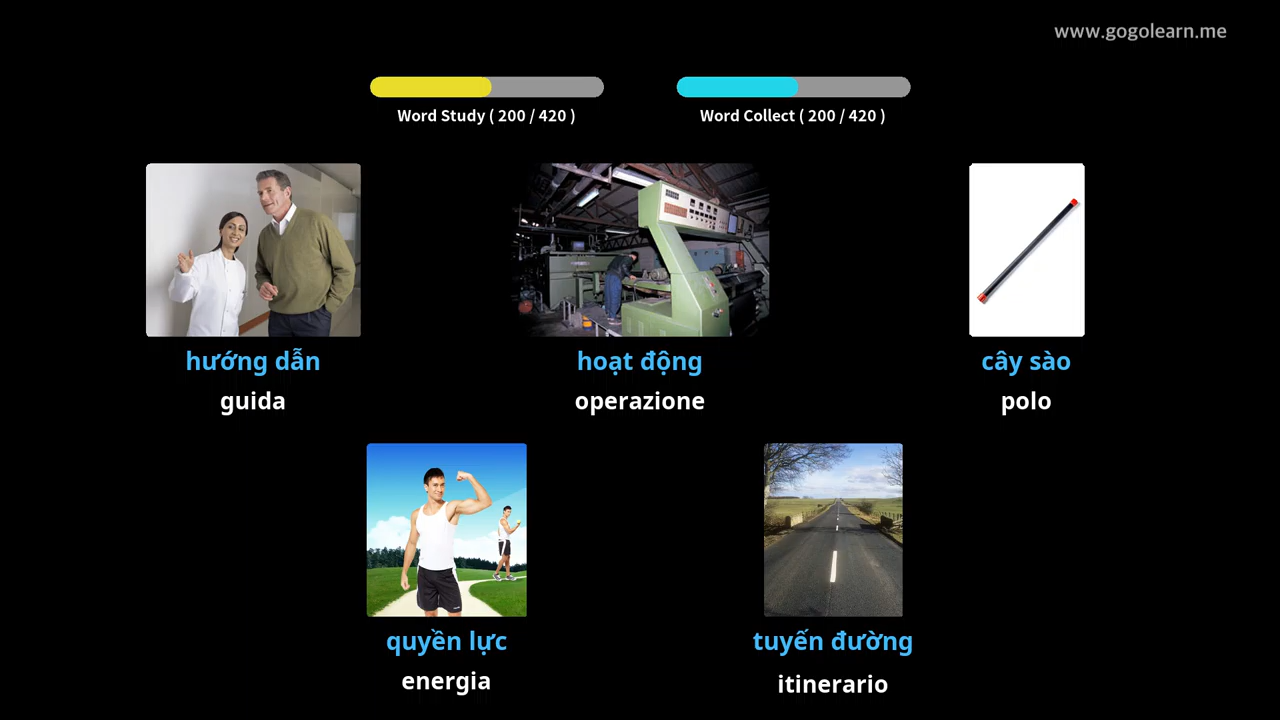 www.gogolearn.me
Word Study ( 200 / 420 )
Word Collect ( 200 / 420 )
hướng dẫn
guida
hoạt động
operazione
cây sào
polo
quyền lực
energia
tuyến đường
itinerario